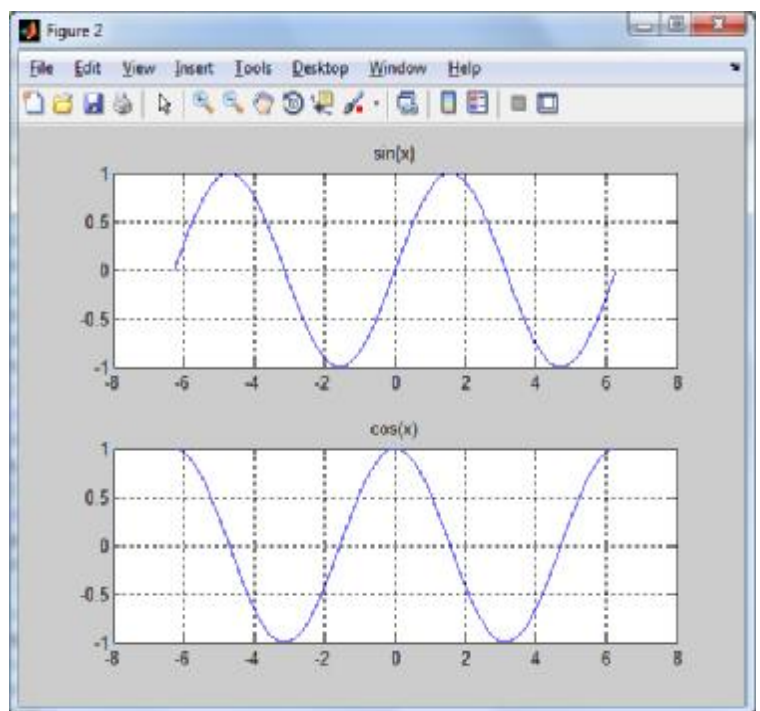 Figure 2
File Edit View Insert Tools Desktop Window Help
sin(x)
1
0.5
0
-0.5
-1
-8 -6 -4 -2 0 2 4 6 8
cos(x)
1
0.5
0
-0.5
-1
-8 -6 -4 -2 0 2 4 6 8